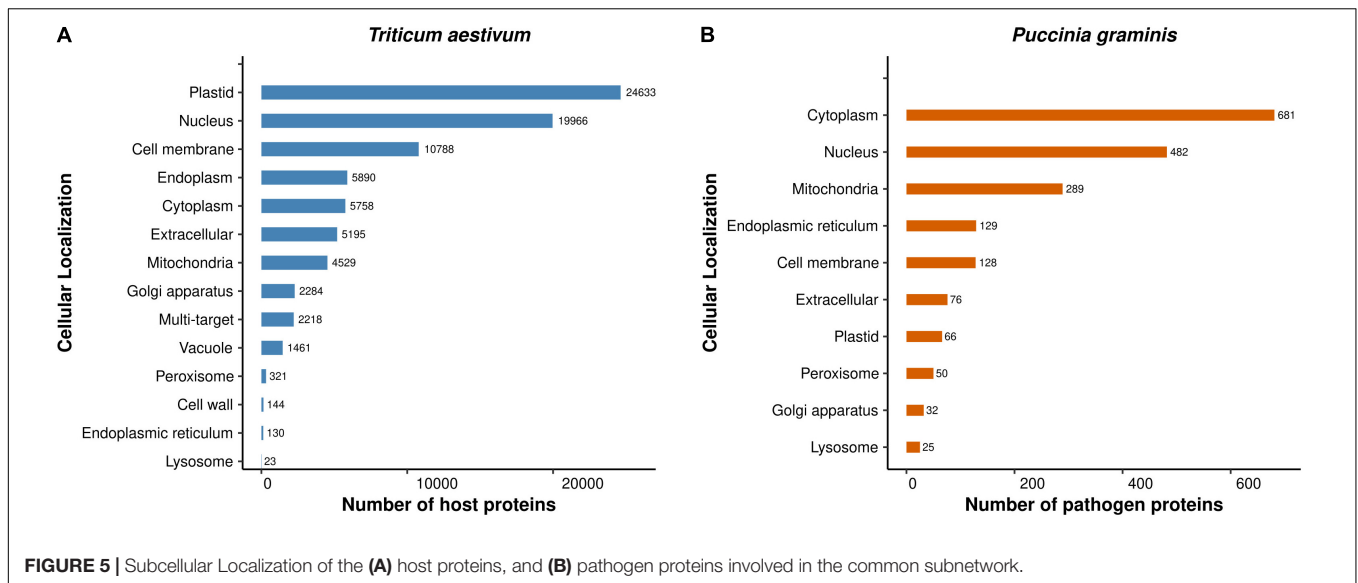 A
Triticum aestivum
Cellular Localization
Plastid 24633
Nucleus 19966
Cell membrane 10788
Endoplasm 5890
Cytoplasm 5758
Extracellular 5195
Mitochondria 4529
Golgi apparatus 2284
Multi-target 2218
Vacuole 1461
Peroxisome 321
Cell wall 144
Endoplasmic reticulum 130
Lysosome 23
0 10000 20000
Number of host proteins
B
Puccinia graminis
Cellular Localization
Cytoplasm 681
Nucleus 482
Mitochondria 289
Endoplasmic reticulum 129
Cell membrane 128
Extracellular 76
Plastid 66
Peroxisome 50
Golgi apparatus 32
Lysosome 25
0 200 400 600
Number of pathogen proteins
FIGURE 5 | Subcellular Localization of the (A) host proteins, and (B) pathogen proteins involved in the common subnetwork.